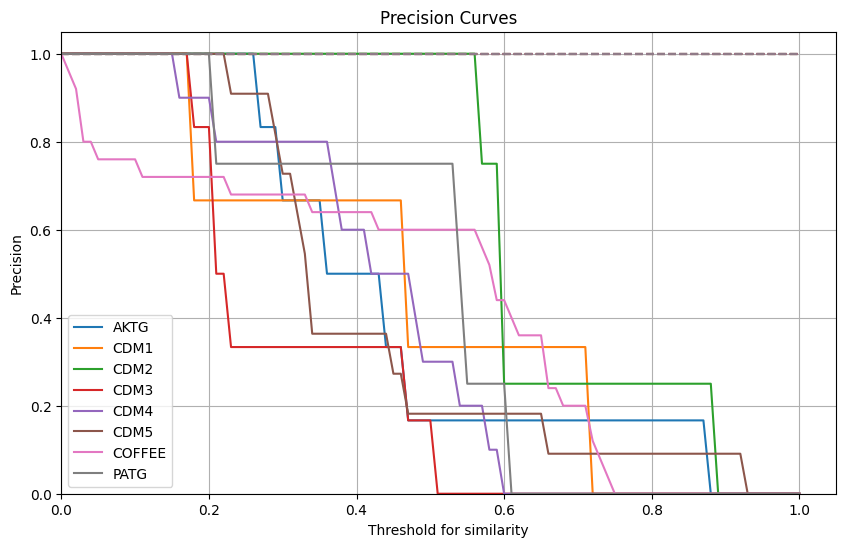 Precision Curves
1.0
0.8
0.6
0.4
0.2
0.0
Precision
AKTG
CDM1
CDM2
CDM3
CDM4
CDM5
COFFEE
PATG
0.0
0.2
0.4
0.6
0.8
1.0
Threshold for similarity